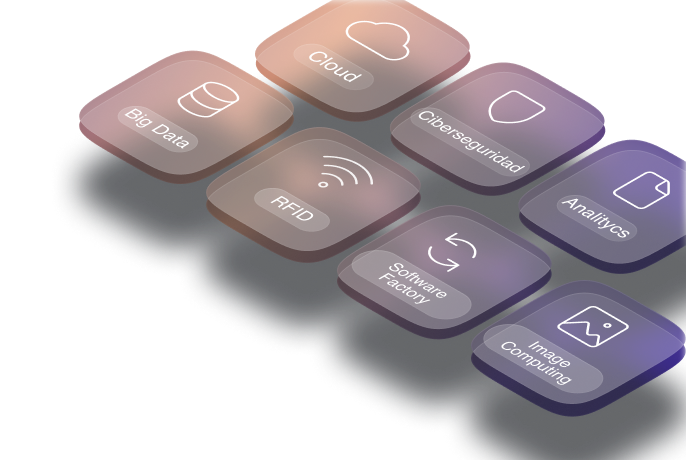 Cloud
Big Data
Ciberseguridad
RFID
Analitycs
Software
Factory
Image
Computing